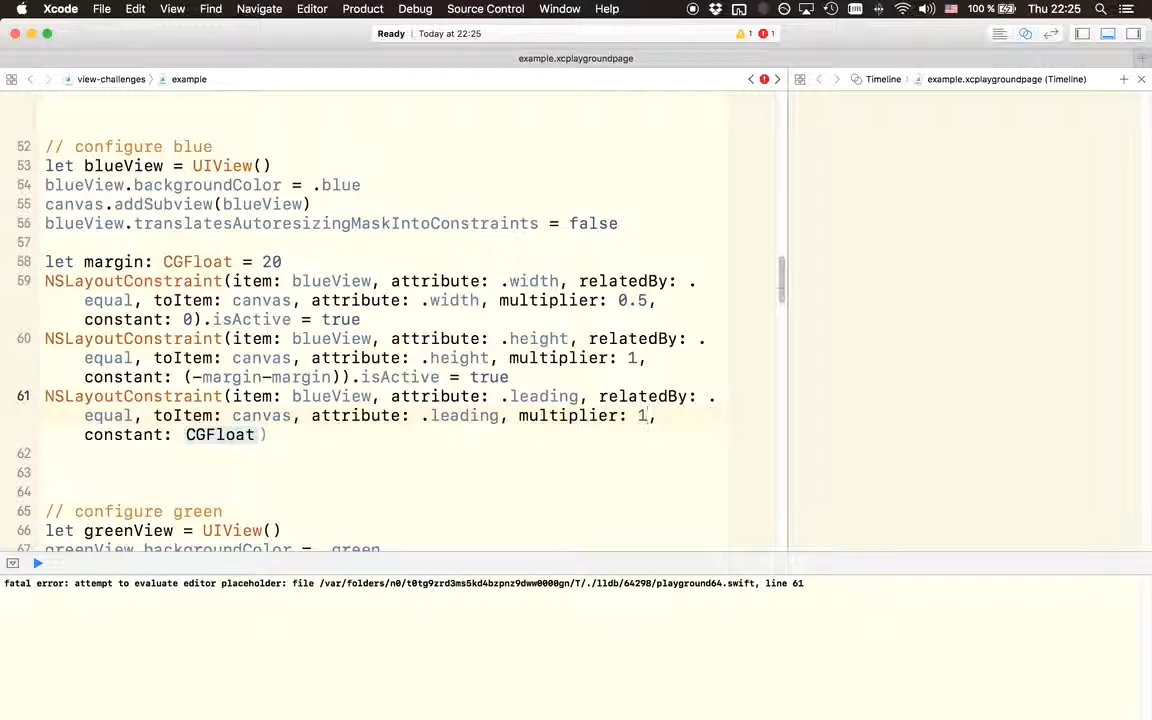 Xcode File Edit View Find Navigate Editor Product Debug Source Control Window Help 100 % Thu 22:25
Ready | Today at 22:25 1 1
example.xcplaygroundpage
view-challenges example
Timeline example.xcplaygroundpage (Timeline)
52 // configure blue
53 let blueView = UIView()
54 blueView.backgroundColor = .blue
55 canvas.addSubview(blueView)
56 blueView.translatesAutoresizingMaskIntoConstraints = false
57
58 let margin: CGFloat = 20
59 NSLayoutConstraint(item: blueView, attribute: .width, relatedBy: .
equal, toItem: canvas, attribute: .width, multiplier: 0.5,
constant: 0).isActive = true
60 NSLayoutConstraint(item: blueView, attribute: .height, relatedBy: .
equal, toItem: canvas, attribute: .height, multiplier: 1,
constant: (-margin-margin)).isActive = true
61 NSLayoutConstraint(item: blueView, attribute: .leading, relatedBy: .
equal, toItem: canvas, attribute: .leading, multiplier: 1,
constant: CGFloat)
62
63
64
65 // configure green
66 let greenView = UIView()
67 greenView.backgroundColor = .green
fatal error: attempt to evaluate editor placeholder: file /var/folders/n0/t0tg9zrd3ms5kd4bzpnz9dww0000gn/T/./lldb/64298/playground64.swift, line 61